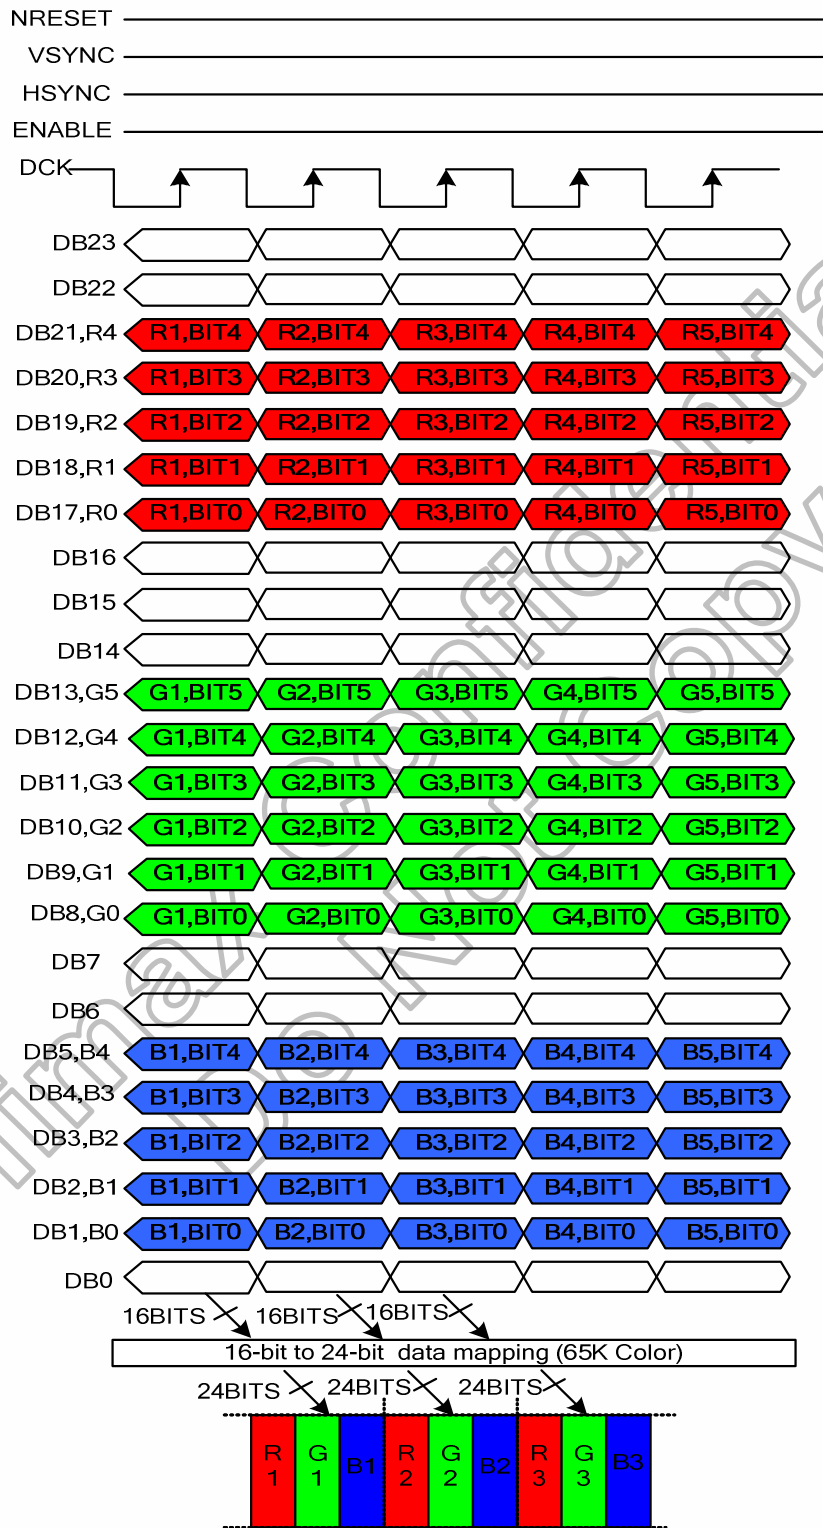 NRESET
VSYNC
HSYNC
ENABLE
DCK
DB23
DB22
DB21,R4 R1,BIT4 R2,BIT4 R3,BIT4 R4,BIT4 R5,BIT4
DB20,R3 R1,BIT3 R2,BIT3 R3,BIT3 R4,BIT3 R5,BIT3
DB19,R2 R1,BIT2 R2,BIT2 R3,BIT2 R4,BIT2 R5,BIT2
DB18,R1 R1,BIT1 R2,BIT1 R3,BIT1 R4,BIT1 R5,BIT1
DB17,R0 R1,BIT0 R2,BIT0 R3,BIT0 R4,BIT0 R5,BIT0
DB16
DB15
DB14
DB13,G5 G1,BIT5 G2,BIT5 G3,BIT5 G4,BIT5 G5,BIT5
DB12,G4 G1,BIT4 G2,BIT4 G3,BIT4 G4,BIT4 G5,BIT4
DB11,G3 G1,BIT3 G2,BIT3 G3,BIT3 G4,BIT3 G5,BIT3
DB10,G2 G1,BIT2 G2,BIT2 G3,BIT2 G4,BIT2 G5,BIT2
DB9,G1 G1,BIT1 G2,BIT1 G3,BIT1 G4,BIT1 G5,BIT1
DB8,G0 G1,BIT0 G2,BIT0 G3,BIT0 G4,BIT0 G5,BIT0
DB7
DB6
DB5,B4 B1,BIT4 B2,BIT4 B3,BIT4 B4,BIT4 B5,BIT4
DB4,B3 B1,BIT3 B2,BIT3 B3,BIT3 B4,BIT3 B5,BIT3
DB3,B2 B1,BIT2 B2,BIT2 B3,BIT2 B4,BIT2 B5,BIT2
DB2,B1 B1,BIT1 B2,BIT1 B3,BIT1 B4,BIT1 B5,BIT1
DB1,B0 B1,BIT0 B2,BIT0 B3,BIT0 B4,BIT0 B5,BIT0
DB0
16BITS 16BITS 16BITS
16-bit to 24-bit data mapping (65K Color)
24BITS 24BITS 24BITS
R1 G1 B1 R2 G2 B2 R3 G3 B3
imax Confidentia
Do Not Copy